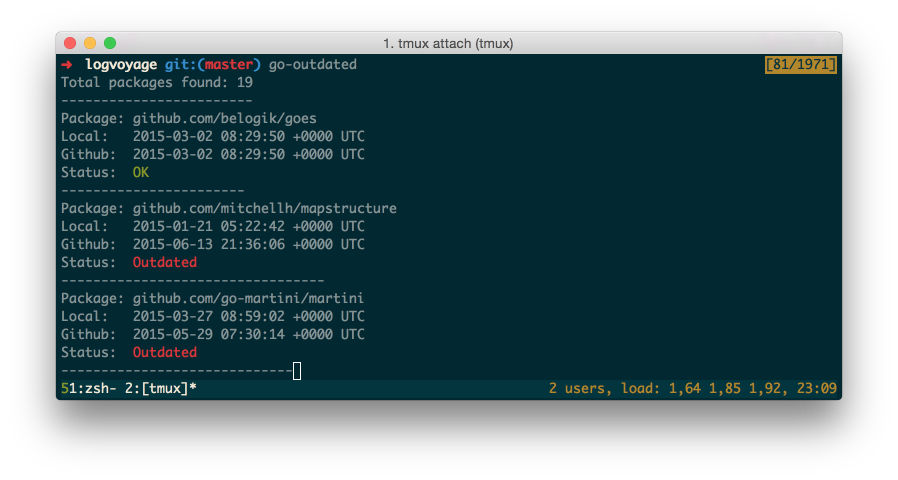 1. tmux attach (tmux)
➜ logvoyage git:(master) go-outdated [81/1971]
Total packages found: 19
------------------------
Package: github.com/belogik/goes
Local: 2015-03-02 08:29:50 +0000 UTC
Github: 2015-03-02 08:29:50 +0000 UTC
Status: OK
-----------------------
Package: github.com/mitchellh/mapstructure
Local: 2015-01-21 05:22:42 +0000 UTC
Github: 2015-06-13 21:36:06 +0000 UTC
Status: Outdated
---------------------------------
Package: github.com/go-martini/martini
Local: 2015-03-27 08:59:02 +0000 UTC
Github: 2015-05-29 07:30:14 +0000 UTC
Status: Outdated
-----------------------------
51:zsh- 2:[tmux]* 2 users, load: 1,64 1,85 1,92, 23:09